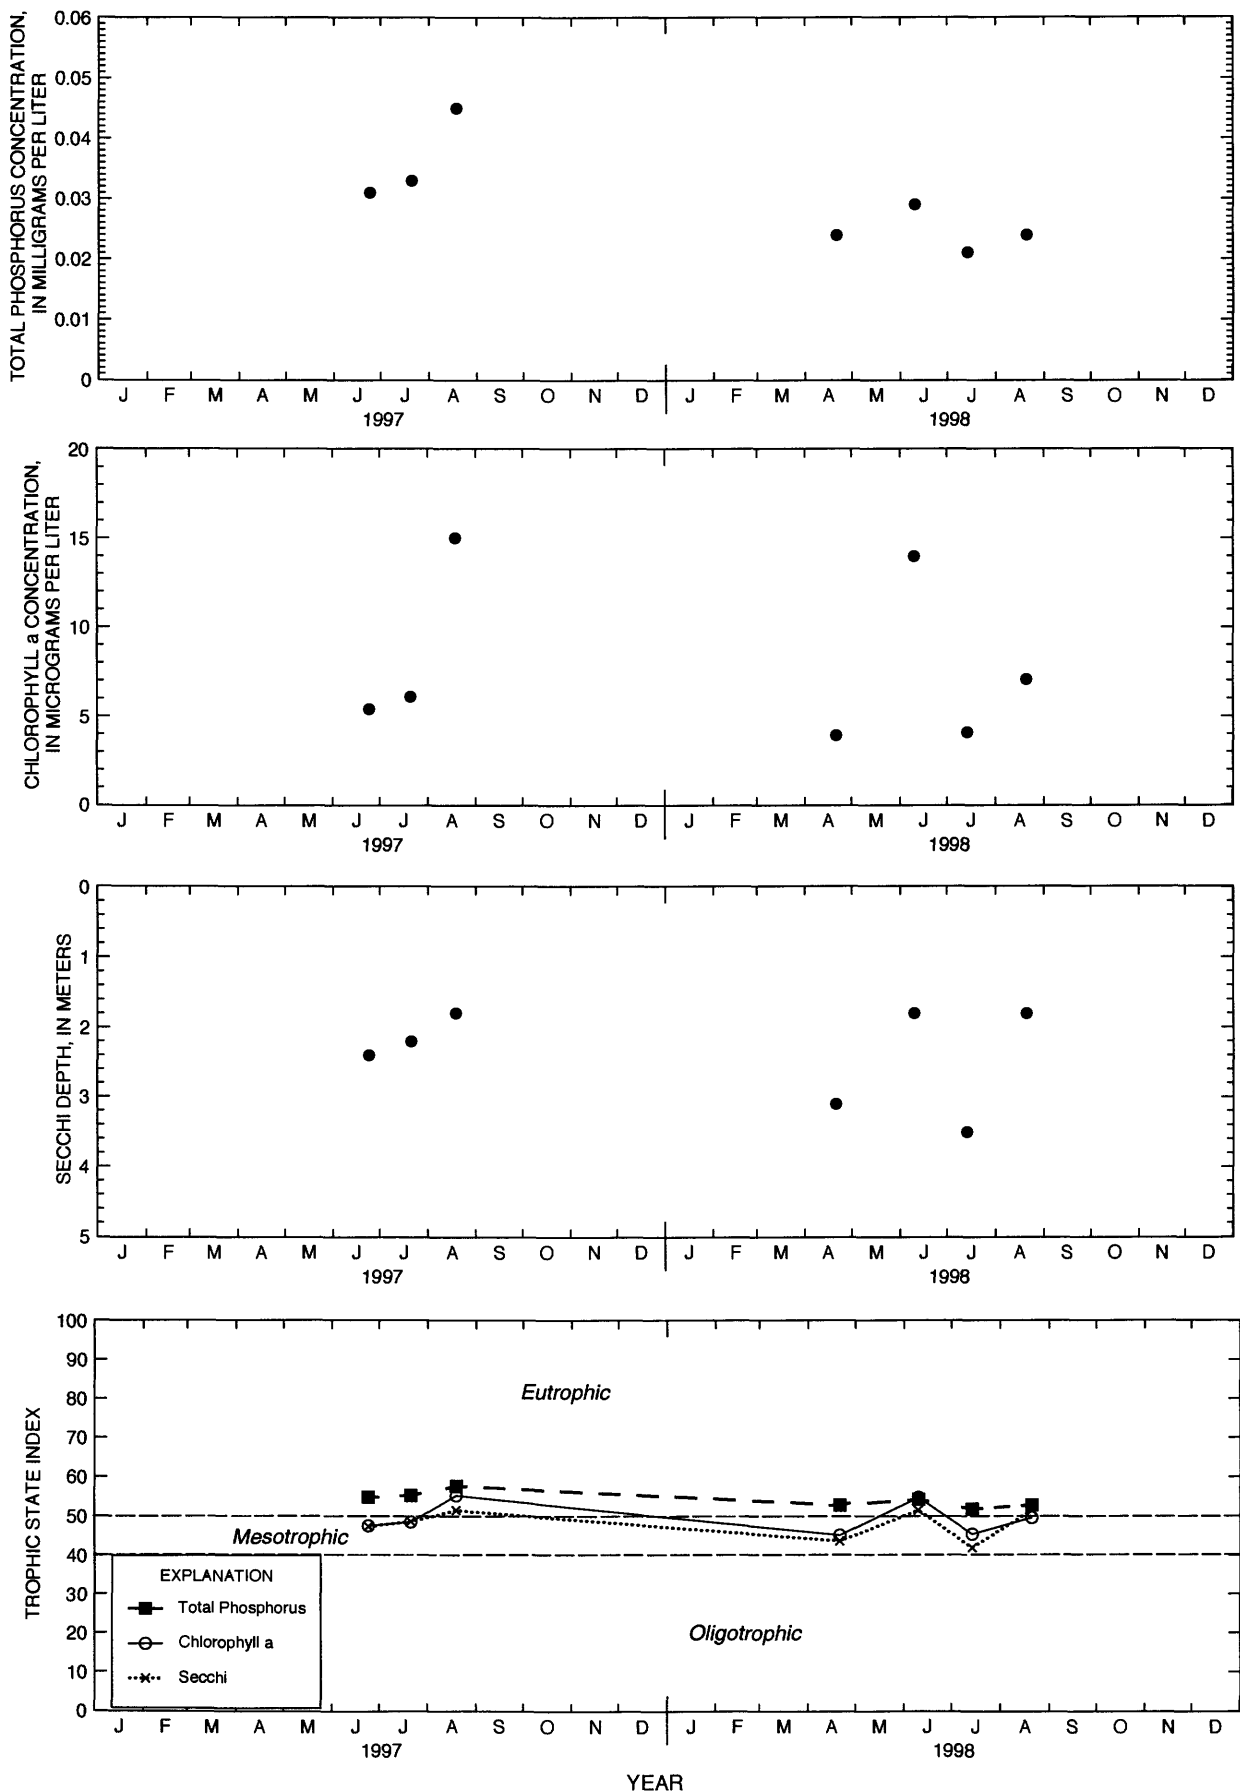 TOTAL PHOSPHORUS CONCENTRATION,
IN MILLIGRAMS PER LITER
0.06
0.05
0.04
0.03
0.02
0.01
0
J F M A M J J A S O N D J F M A M J J A S O N D
1997 1998
CHLOROPHYLL a CONCENTRATION,
IN MICROGRAMS PER LITER
20
15
10
5
0
J F M A M J J A S O N D J F M A M J J A S O N D
1997 1998
SECCHI DEPTH, IN METERS
0
1
2
3
4
5
J F M A M J J A S O N D J F M A M J J A S O N D
1997 1998
TROPHIC STATE INDEX
100
90
80
70
60
50
40
30
20
10
0
Eutrophic
Mesotrophic
Oligotrophic
EXPLANATION
Total Phosphorus
Chlorophyll a
Secchi
J F M A M J J A S O N D J F M A M J J A S O N D
1997 1998
YEAR